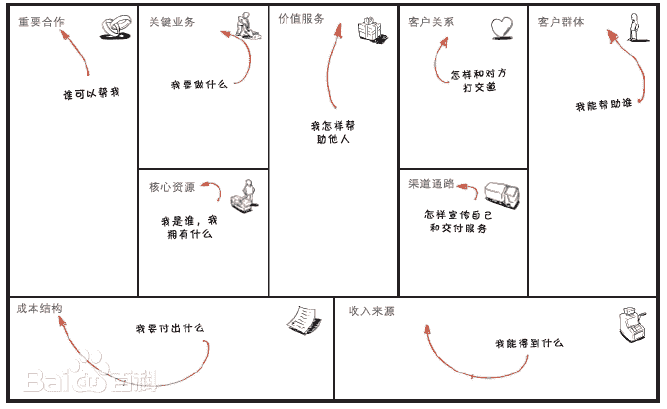 重要合作
谁可以帮我
关键业务
我要做什么
核心资源
我是谁，我
拥有什么
价值服务
我怎样帮
助他人
客户关系
怎样和对方
打交道
渠道通路
怎样宣传自己
和交付服务
客户群体
我能帮助谁
成本结构
我要付出什么
收入来源
我能得到什么
Baidu百科